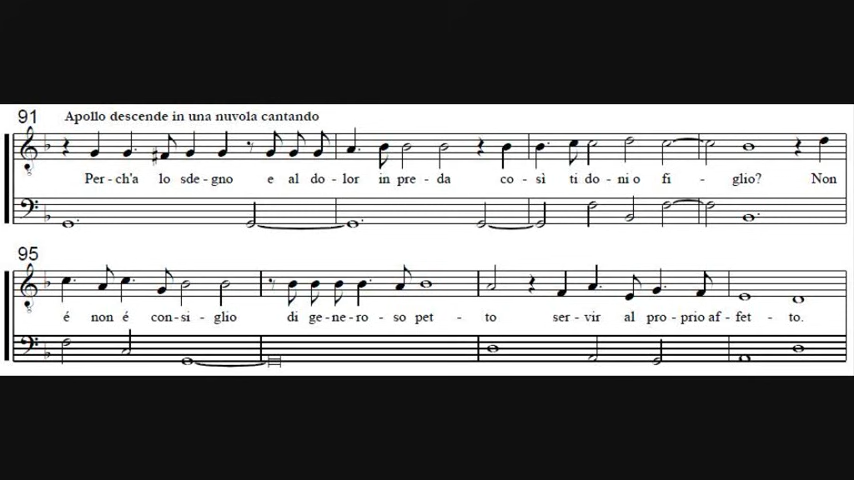 91 Apollo descende in una nuvola cantando
Per-ch'a lo sde-gno e al do-lor in pre-da co-sì ti do-ni o fi-glio? Non
95
é non é con-si-glio di ge-ne-ro-so pet-to ser-vir al pro-prio af-fet-to.